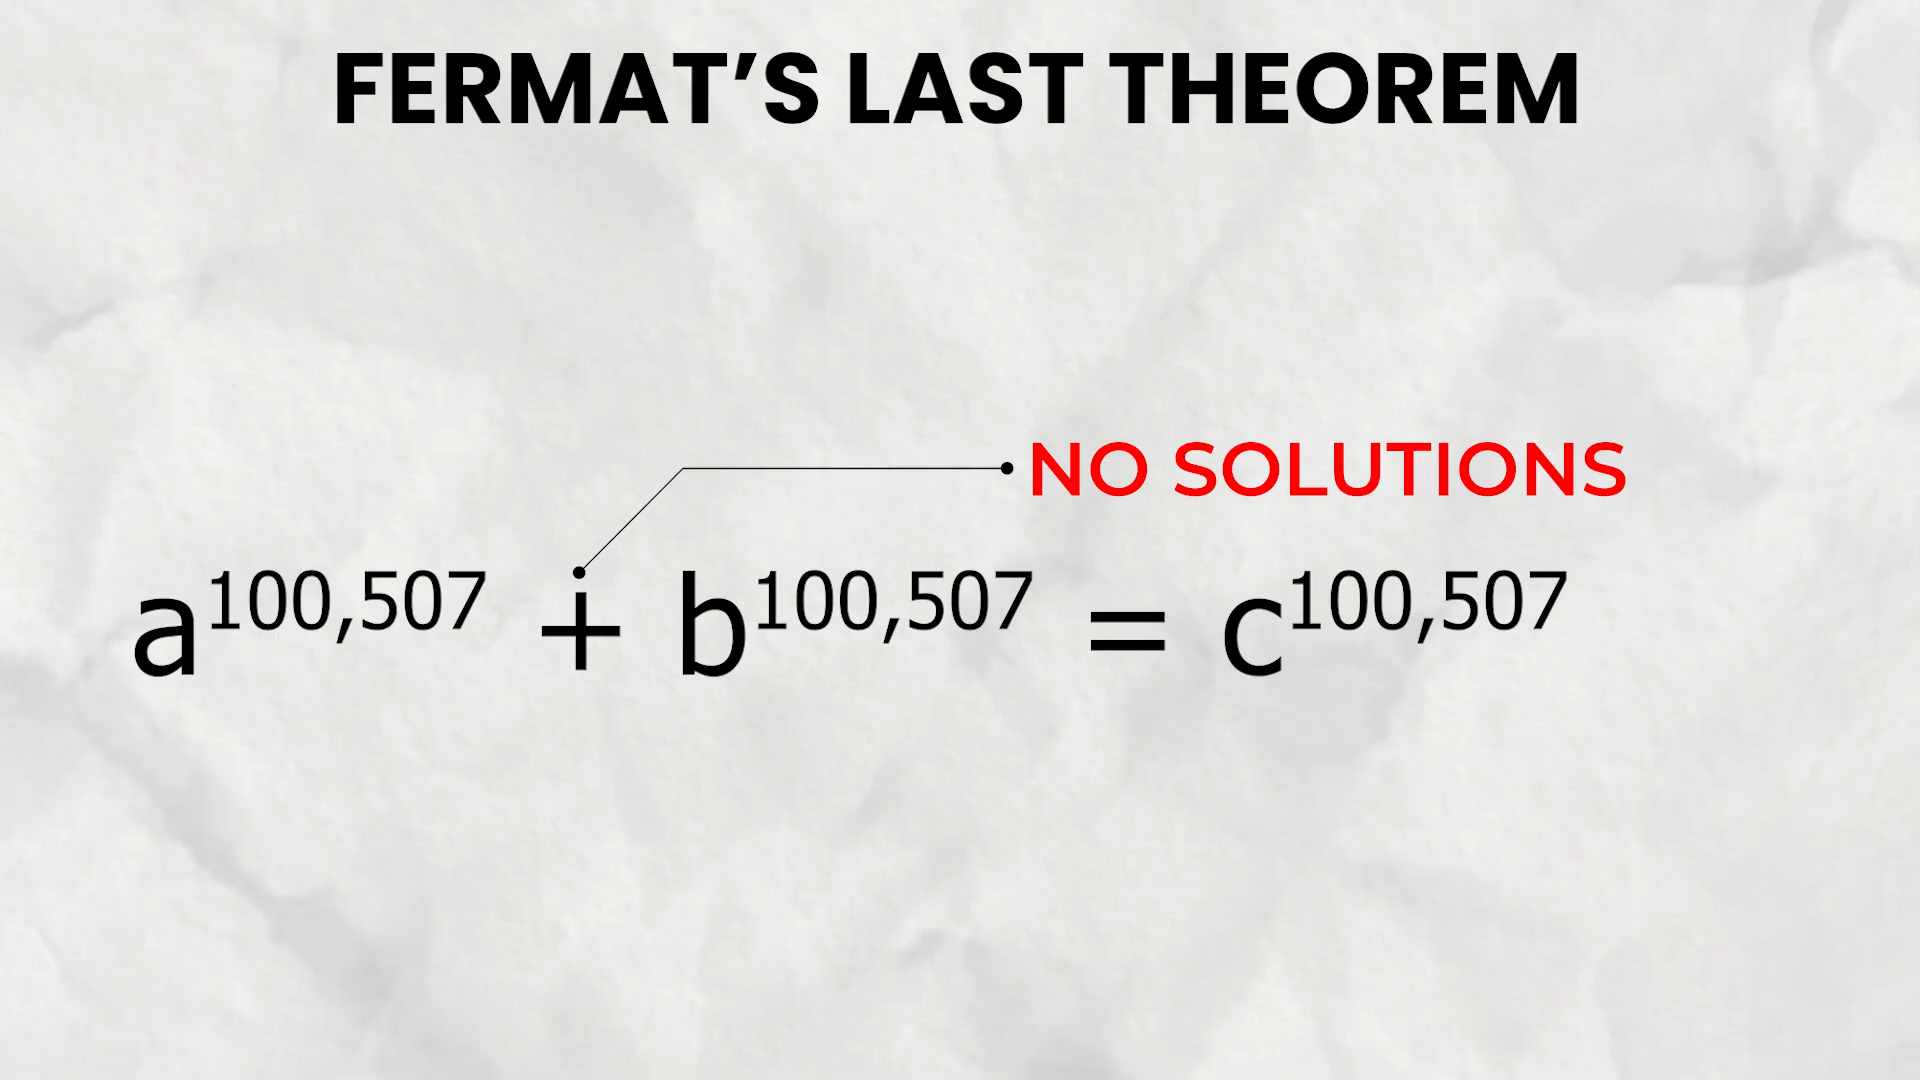 FERMAT’S LAST THEOREM
NO SOLUTIONS
a¹⁰⁰,⁵⁰⁷ + b¹⁰⁰,⁵⁰⁷ = c¹⁰⁰,⁵⁰⁷